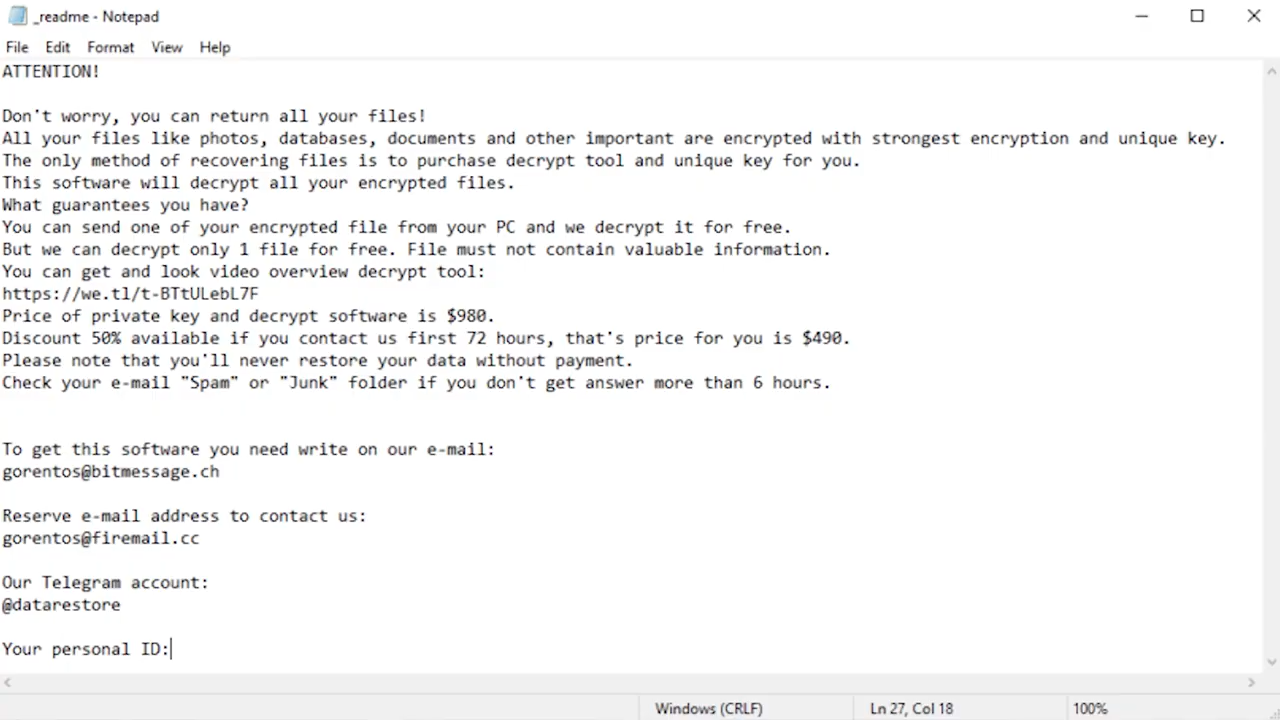 _readme - Notepad
File Edit Format View Help
ATTENTION!
Don't worry, you can return all your files!
All your files like photos, databases, documents and other important are encrypted with strongest encryption and unique key.
The only method of recovering files is to purchase decrypt tool and unique key for you.
This software will decrypt all your encrypted files.
What guarantees you have?
You can send one of your encrypted file from your PC and we decrypt it for free.
But we can decrypt only 1 file for free. File must not contain valuable information.
You can get and look video overview decrypt tool:
https://we.tl/t-BTtULebL7F
Price of private key and decrypt software is $980.
Discount 50% available if you contact us first 72 hours, that's price for you is $490.
Please note that you'll never restore your data without payment.
Check your e-mail "Spam" or "Junk" folder if you don't get answer more than 6 hours.
To get this software you need write on our e-mail:
gorentos@bitmessage.ch
Reserve e-mail address to contact us:
gorentos@firemail.cc
Our Telegram account:
@datarestore
Your personal ID:
Windows (CRLF) Ln 27, Col 18 100%